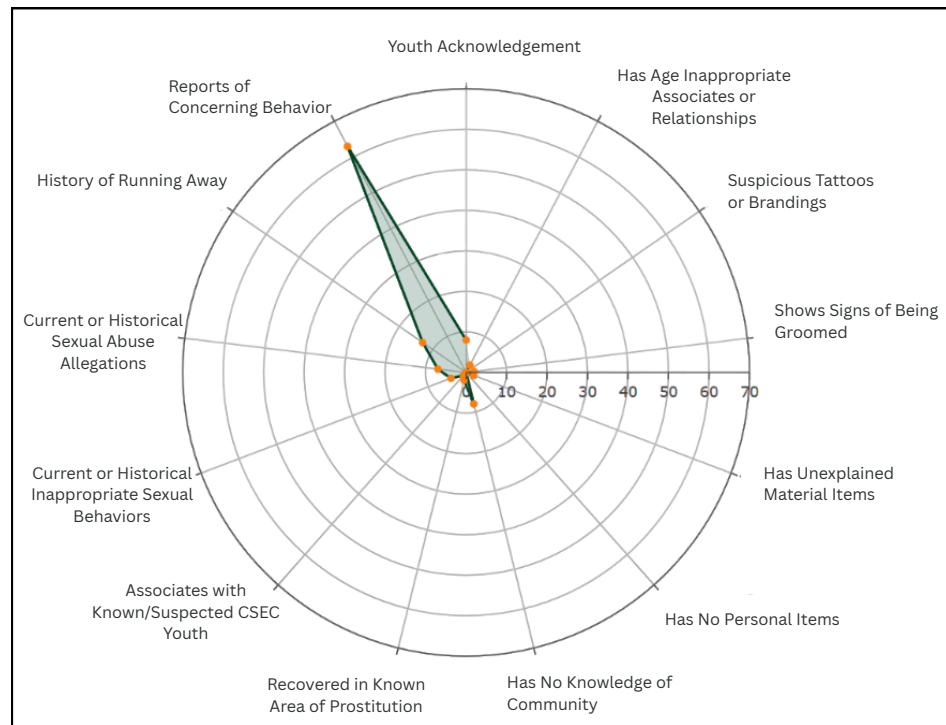 Youth Acknowledgement
Has Age Inappropriate
Associates or
Relationships
Suspicious Tattoos
or Brandings
Shows Signs of Being
Groomed
Has Unexplained
Material Items
Has No Personal Items
Has No Knowledge of
Community
Recovered in Known
Area of Prostitution
Associates with
Known/Suspected CSEC
Youth
Current or Historical
Inappropriate Sexual
Behaviors
Current or Historical
Sexual Abuse
Allegations
History of Running Away
Reports of
Concerning Behavior
0 10 20 30 40 50 60 70